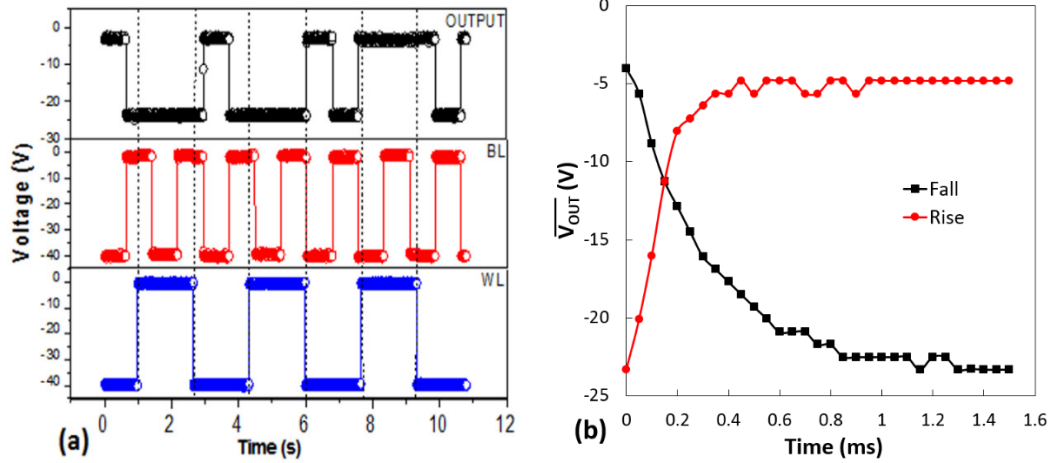 OUTPUT
0
-10
-20
-30
BL
0
-10
-20
-30
-40
WL
0
-10
-20
-30
-40
Voltage (V)
0 2 4 6 8 10 12
(a)
Time (s)
0
-5
-10
-15
-20
-25
VOUT (V)
Fall
Rise
0 0.2 0.4 0.6 0.8 1 1.2 1.4 1.6
(b)
Time (ms)